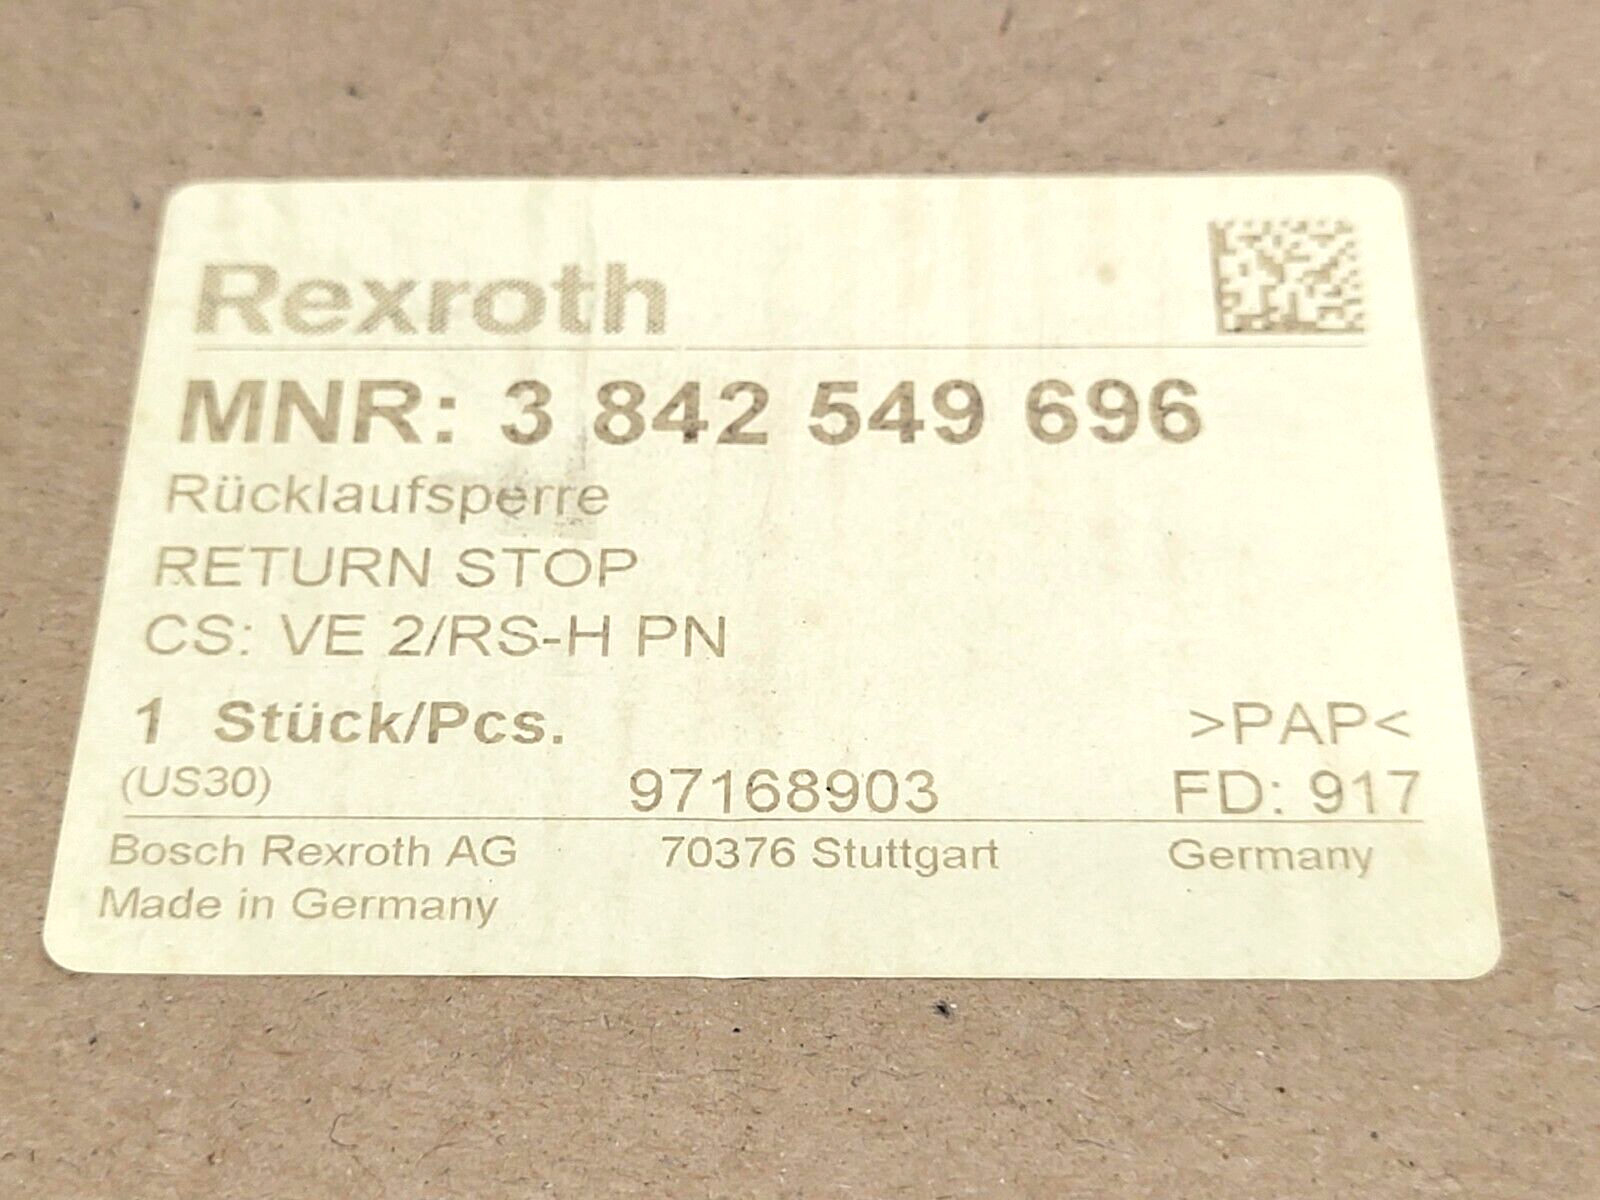 Rexroth
MNR: 3 842 549 696
Rücklaufsperre
RETURN STOP
CS: VE 2/RS-H PN
1 Stück/Pcs. >PAP<
(US30) 97168903 FD: 917
Bosch Rexroth AG 70376 Stuttgart Germany
Made in Germany